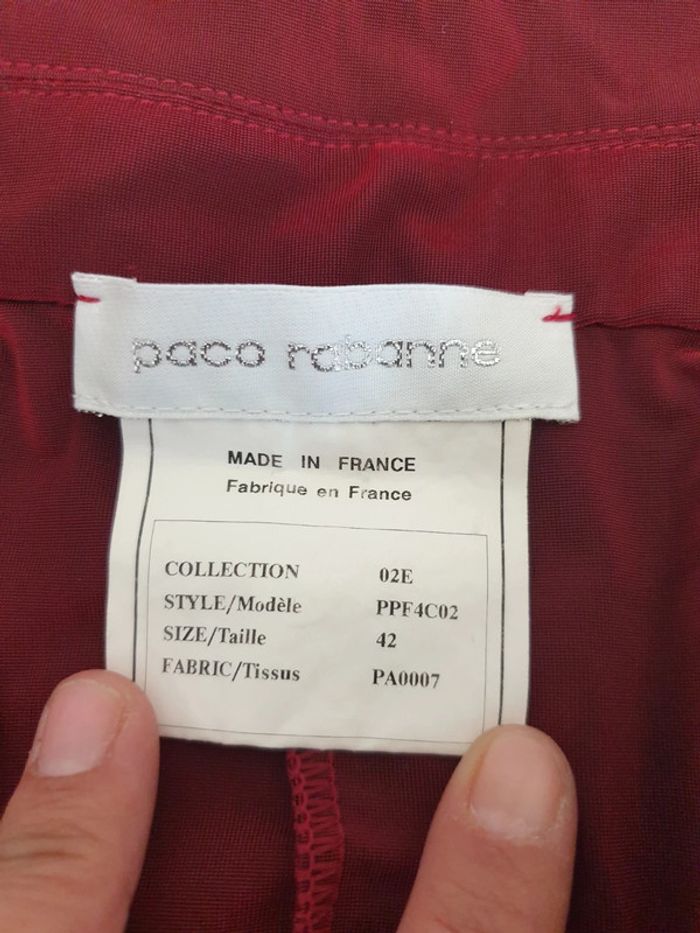 paco rabanne
MADE IN FRANCE
Fabrique en France
COLLECTION 02E
STYLE/Modèle PPF4C02
SIZE/Taille 42
FABRIC/Tissus PA0007